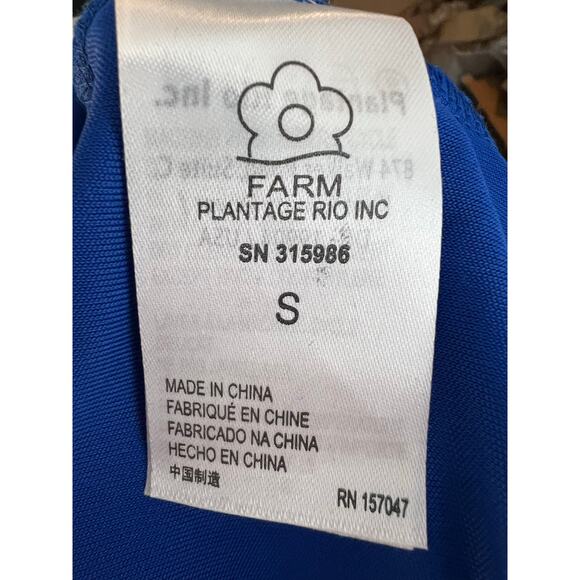 FARM
PLANTAGE RIO INC
SN 315986
S
MADE IN CHINA
FABRIQUÉ EN CHINE
FABRICADO NA CHINA
HECHO EN CHINA
中国制造
RN 157047